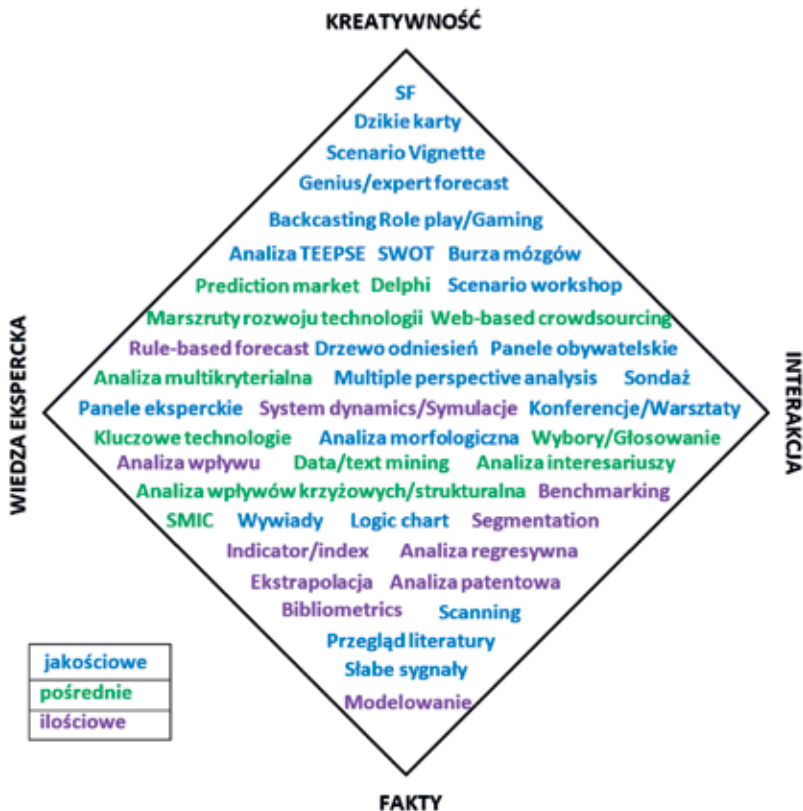 KREATYWNOŚĆ
SF
Dzikie karty
Scenario Vignette
Genius/expert forecast
Backcasting Role play/Gaming
Analiza TEEPSE SWOT Burza mózgów
Prediction market Delphi Scenario workshop
Marszruty rozwoju technologii Web-based crowdsourcing
Rule-based forecast Drzewo odniesień Panele obywatelskie
Analiza multikryterialna Multiple perspective analysis Sondaż
Panele eksperckie System dynamics/Symulacje Konferencje/Warsztaty
Kluczowe technologie Analiza morfologiczna Wybory/Głosowanie
Analiza wpływu Data/text mining Analiza interesariuszy
Analiza wpływów krzyżowych/strukturalna Benchmarking
SMIC Wywiady Logic chart Segmentation
Indicator/index Analiza regresywna
Ekstrapolacja Analiza patentowa
Bibliometrics Scanning
Przegląd literatury
Słabe sygnały
Modelowanie
WIEDZA EKSPERCKA
INTERAKCJA
jakościowe
pośrednie
ilościowe
FAKTY